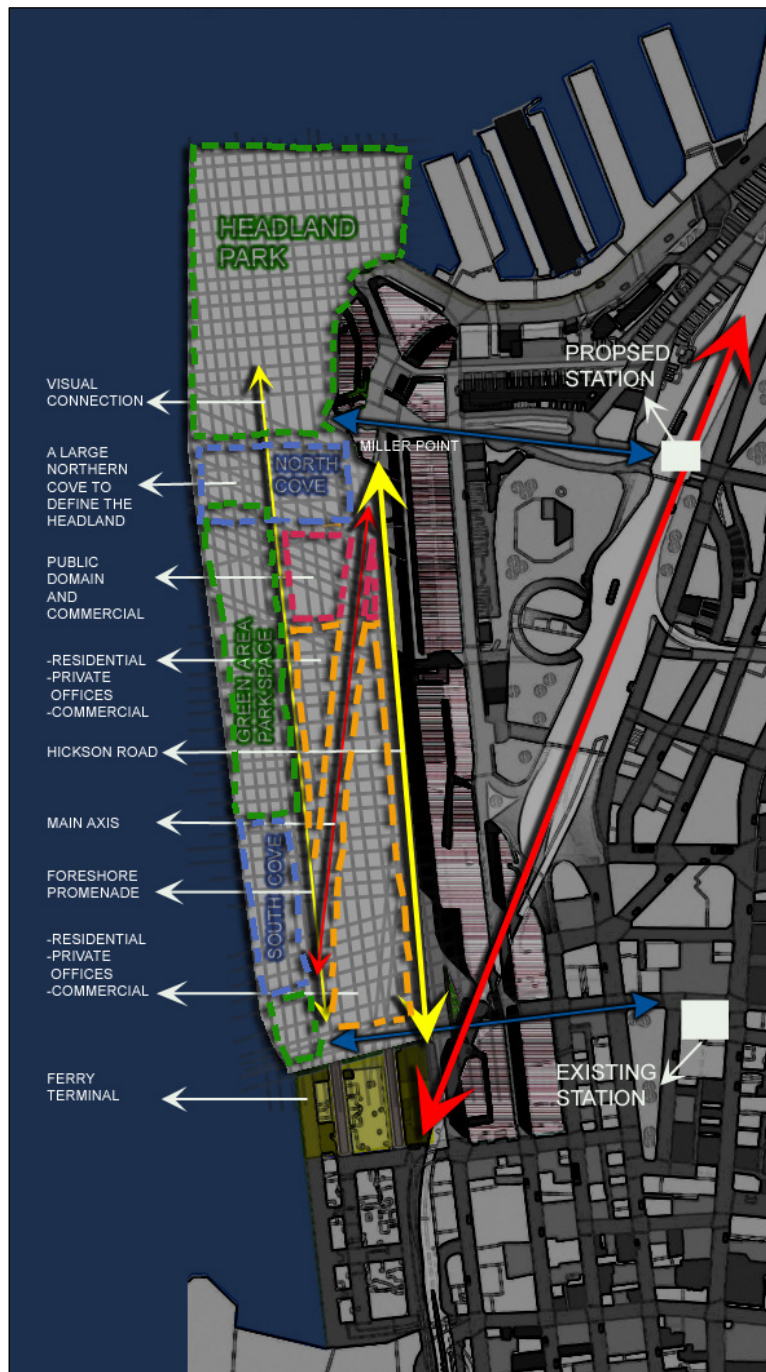 HEADLAND
PARK
PROPSED
STATION
VISUAL
CONNECTION
MILLER POINT
A LARGE
NORTHERN
COVE TO
DEFINE THE
HEADLAND
NORTH
COVE
PUBLIC
DOMAIN
AND
COMMERCIAL
-RESIDENTIAL
-PRIVATE
OFFICES
-COMMERCIAL
GREEN AREA
PARK SPACE
HICKSON ROAD
MAIN AXIS
FORESHORE
PROMENADE
SOUTH COVE
-RESIDENTIAL
-PRIVATE
OFFICES
-COMMERCIAL
EXISTING
STATION
FERRY
TERMINAL